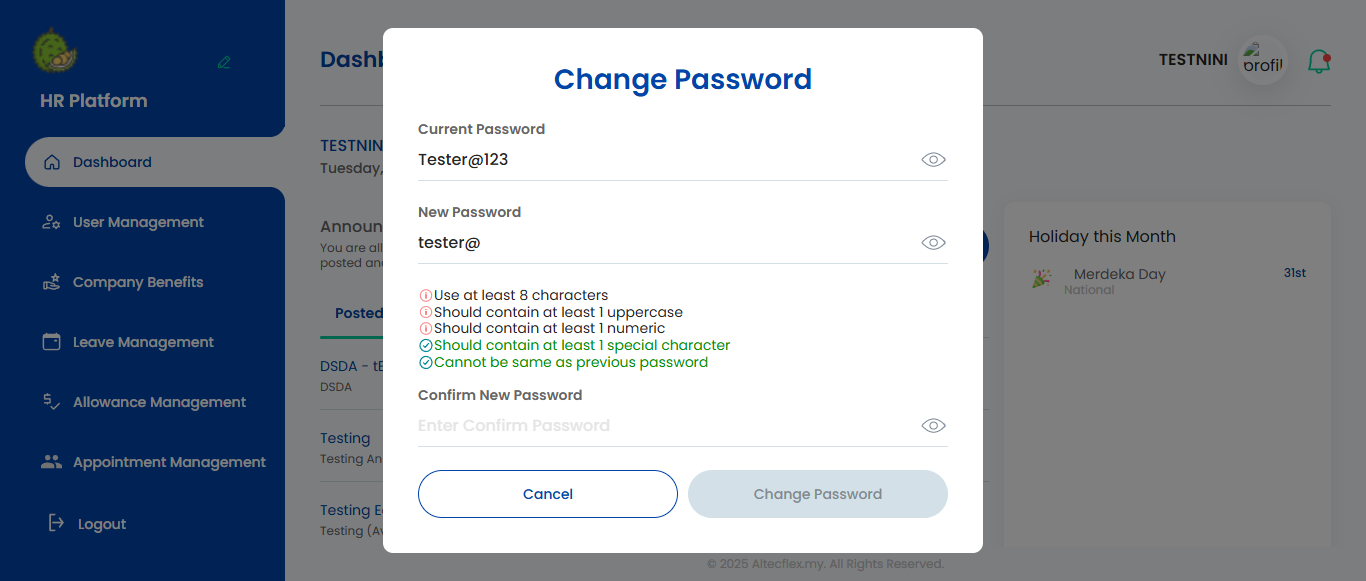 HR Platform
Dashboard
User Management
Company Benefits
Leave Management
Allowance Management
Appointment Management
Logout
Dashb
TESTNINI
profil
TESTNIN
Tuesday,
Announ
You are all
posted and
Posted
DSDA - tE
DSDA
Testing
Testing An
Testing E
Testing (Av
Change Password
Current Password
Tester@123
New Password
tester@
Use at least 8 characters
Should contain at least 1 uppercase
Should contain at least 1 numeric
Should contain at least 1 special character
Cannot be same as previous password
Confirm New Password
Enter Confirm Password
Cancel
Change Password
Holiday this Month
Merdeka Day
31st
National
© 2025 Altecflex.my. All Rights Reserved.